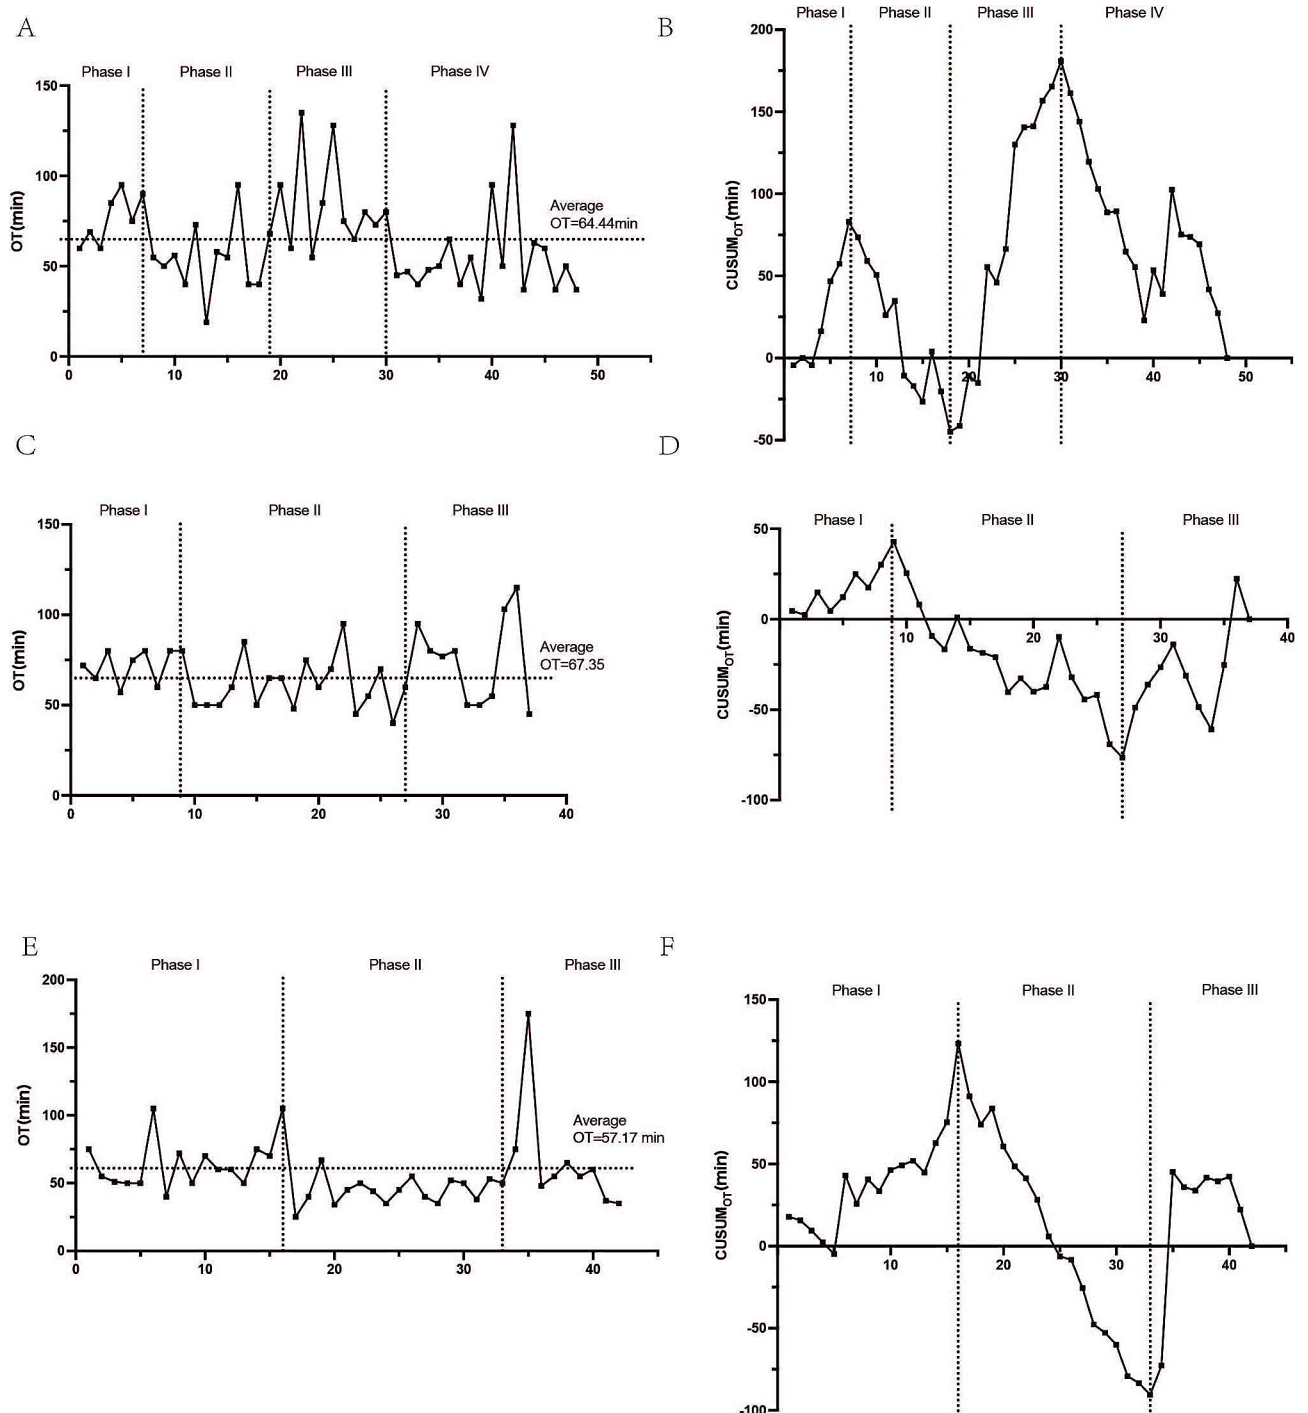 A
Phase I Phase II Phase III Phase IV
150
100
50
0
OT(min)
Average
OT=64.44min
0 10 20 30 40 50
B
Phase I Phase II Phase III Phase IV
200
150
100
50
0
-50
CUSUMOT(min)
10 20 30 40 50
C
Phase I Phase II Phase III
150
100
50
0
OT(min)
Average
OT=67.35
0 10 20 30 40
D
Phase I Phase II Phase III
50
0
-50
-100
CUSUMOT(min)
10 20 30 40
E
Phase I Phase II Phase III
200
150
100
50
0
OT(min)
Average
OT=57.17 min
0 10 20 30 40
F
Phase I Phase II Phase III
150
100
50
0
-50
-100
CUSUMOT(min)
10 20 30 40